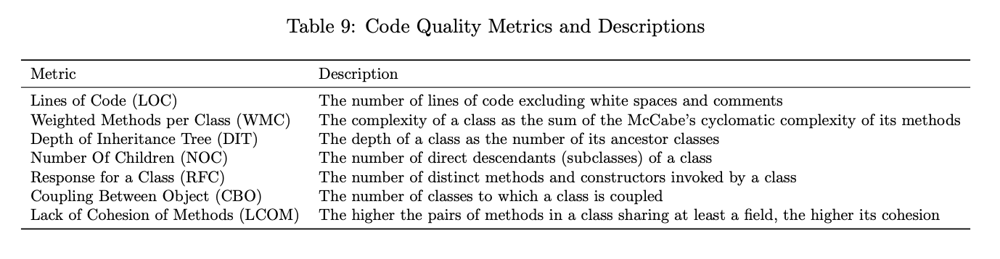 Table 9: Code Quality Metrics and Descriptions
Metric Description
Lines of Code (LOC) The number of lines of code excluding white spaces and comments
Weighted Methods per Class (WMC) The complexity of a class as the sum of the McCabe's cyclomatic complexity of its methods
Depth of Inheritance Tree (DIT) The depth of a class as the number of its ancestor classes
Number Of Children (NOC) The number of direct descendants (subclasses) of a class
Response for a Class (RFC) The number of distinct methods and constructors invoked by a class
Coupling Between Object (CBO) The number of classes to which a class is coupled
Lack of Cohesion of Methods (LCOM) The higher the pairs of methods in a class sharing at least a field, the higher its cohesion